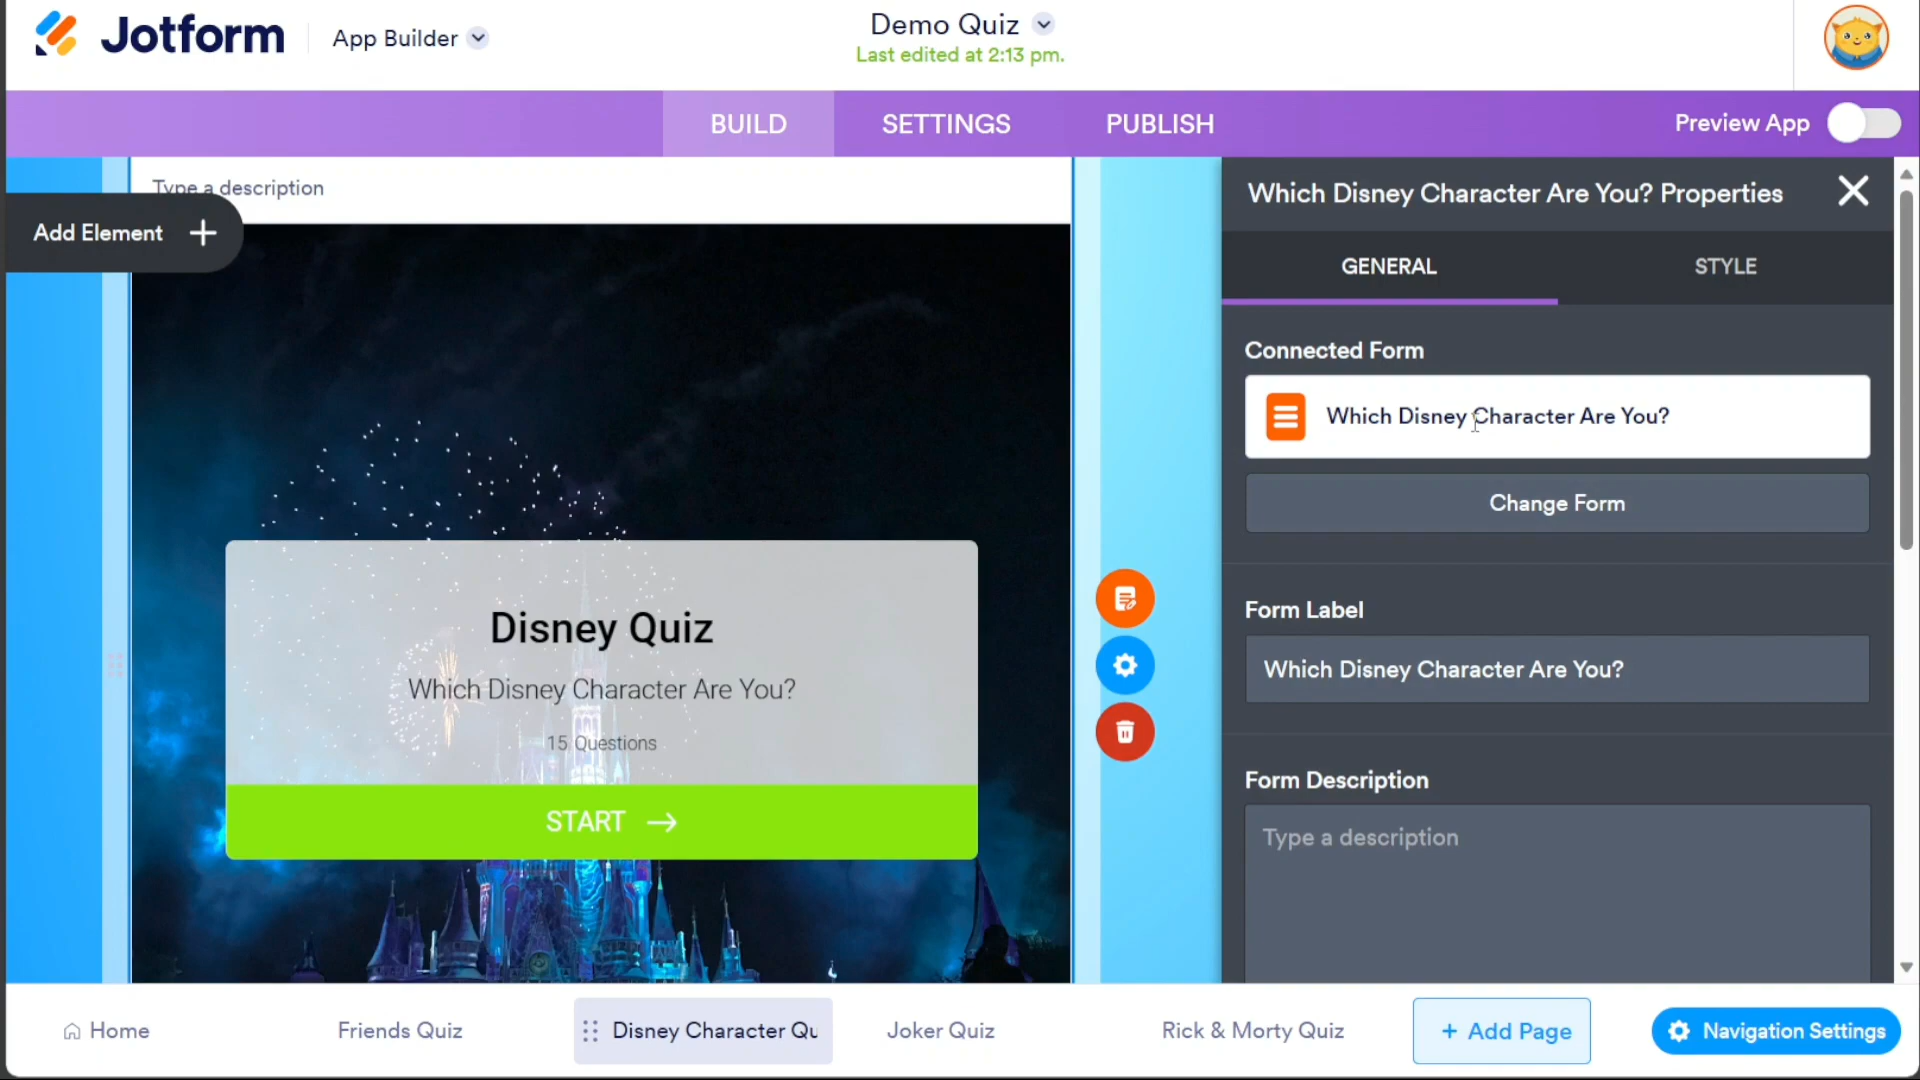 Jotform
App Builder
Demo Quiz
Last edited at 2:13 pm.
BUILD
SETTINGS
PUBLISH
Preview App
Type a description
Add Element
Disney Quiz
Which Disney Character Are You?
15 Questions
START
Which Disney Character Are You? Properties
GENERAL
STYLE
Connected Form
Which Disney Character Are You?
Change Form
Form Label
Which Disney Character Are You?
Form Description
Type a description
Home
Friends Quiz
Disney Character Qu
Joker Quiz
Rick & Morty Quiz
+ Add Page
Navigation Settings